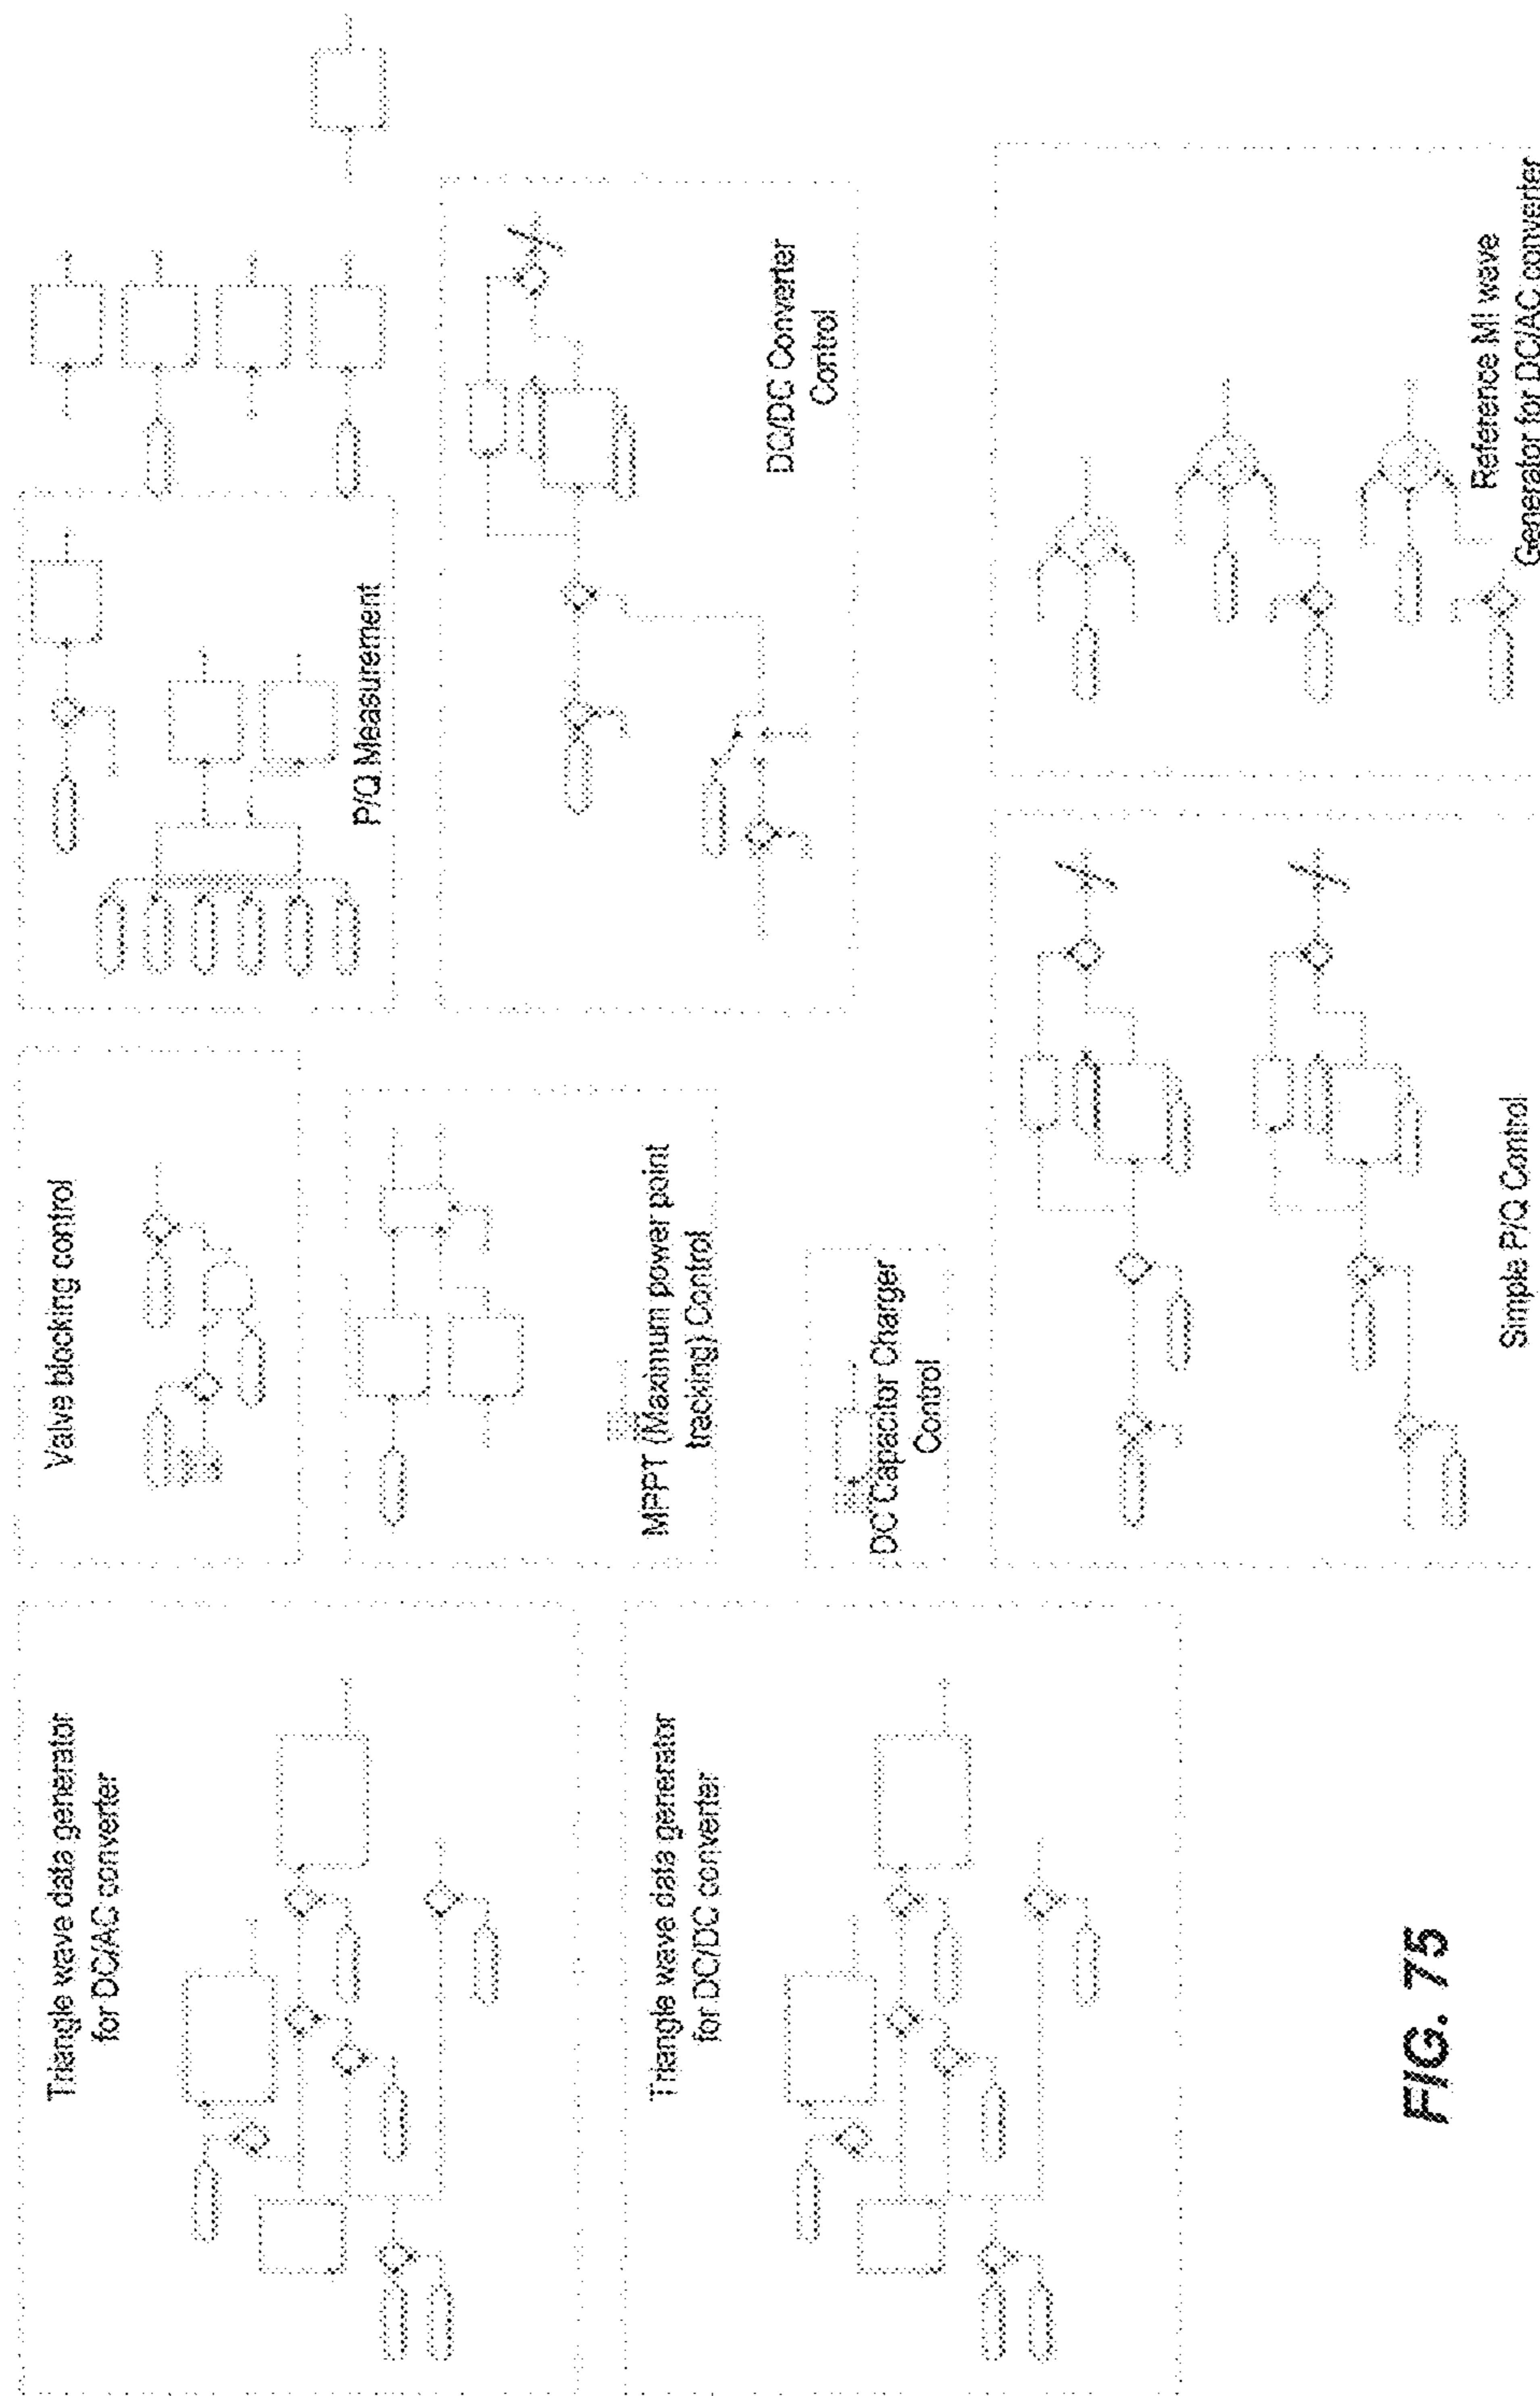 Triangle wave data generator
for DC/AC converter
Valve blocking control
P/Q Measurement
MPPT (Maximum power point
tracking) Control
DC/DC Converter
Control
Triangle wave data generator
for DC/DC converter
DC Capacitor Charger
Control
Simple P/Q Control
Reference MI wave
Generator for DC/AC converter
FIG. 75